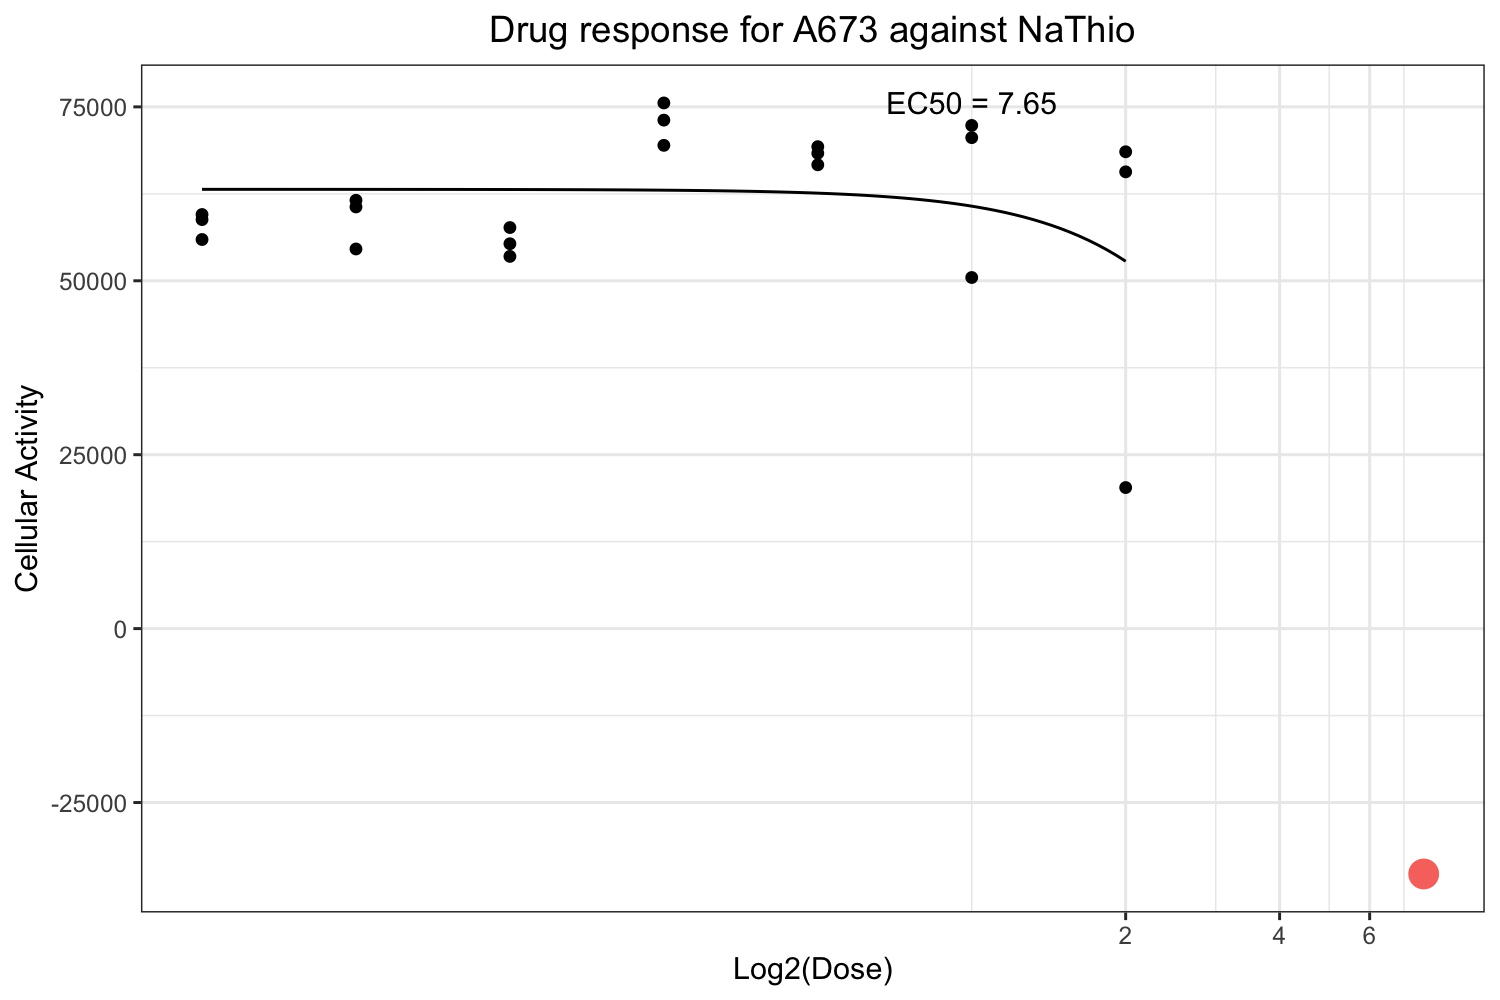 Drug response for A673 against NaThio
EC50 = 7.65
75000
50000
25000
0
-25000
Cellular Activity
2 4 6
Log2(Dose)